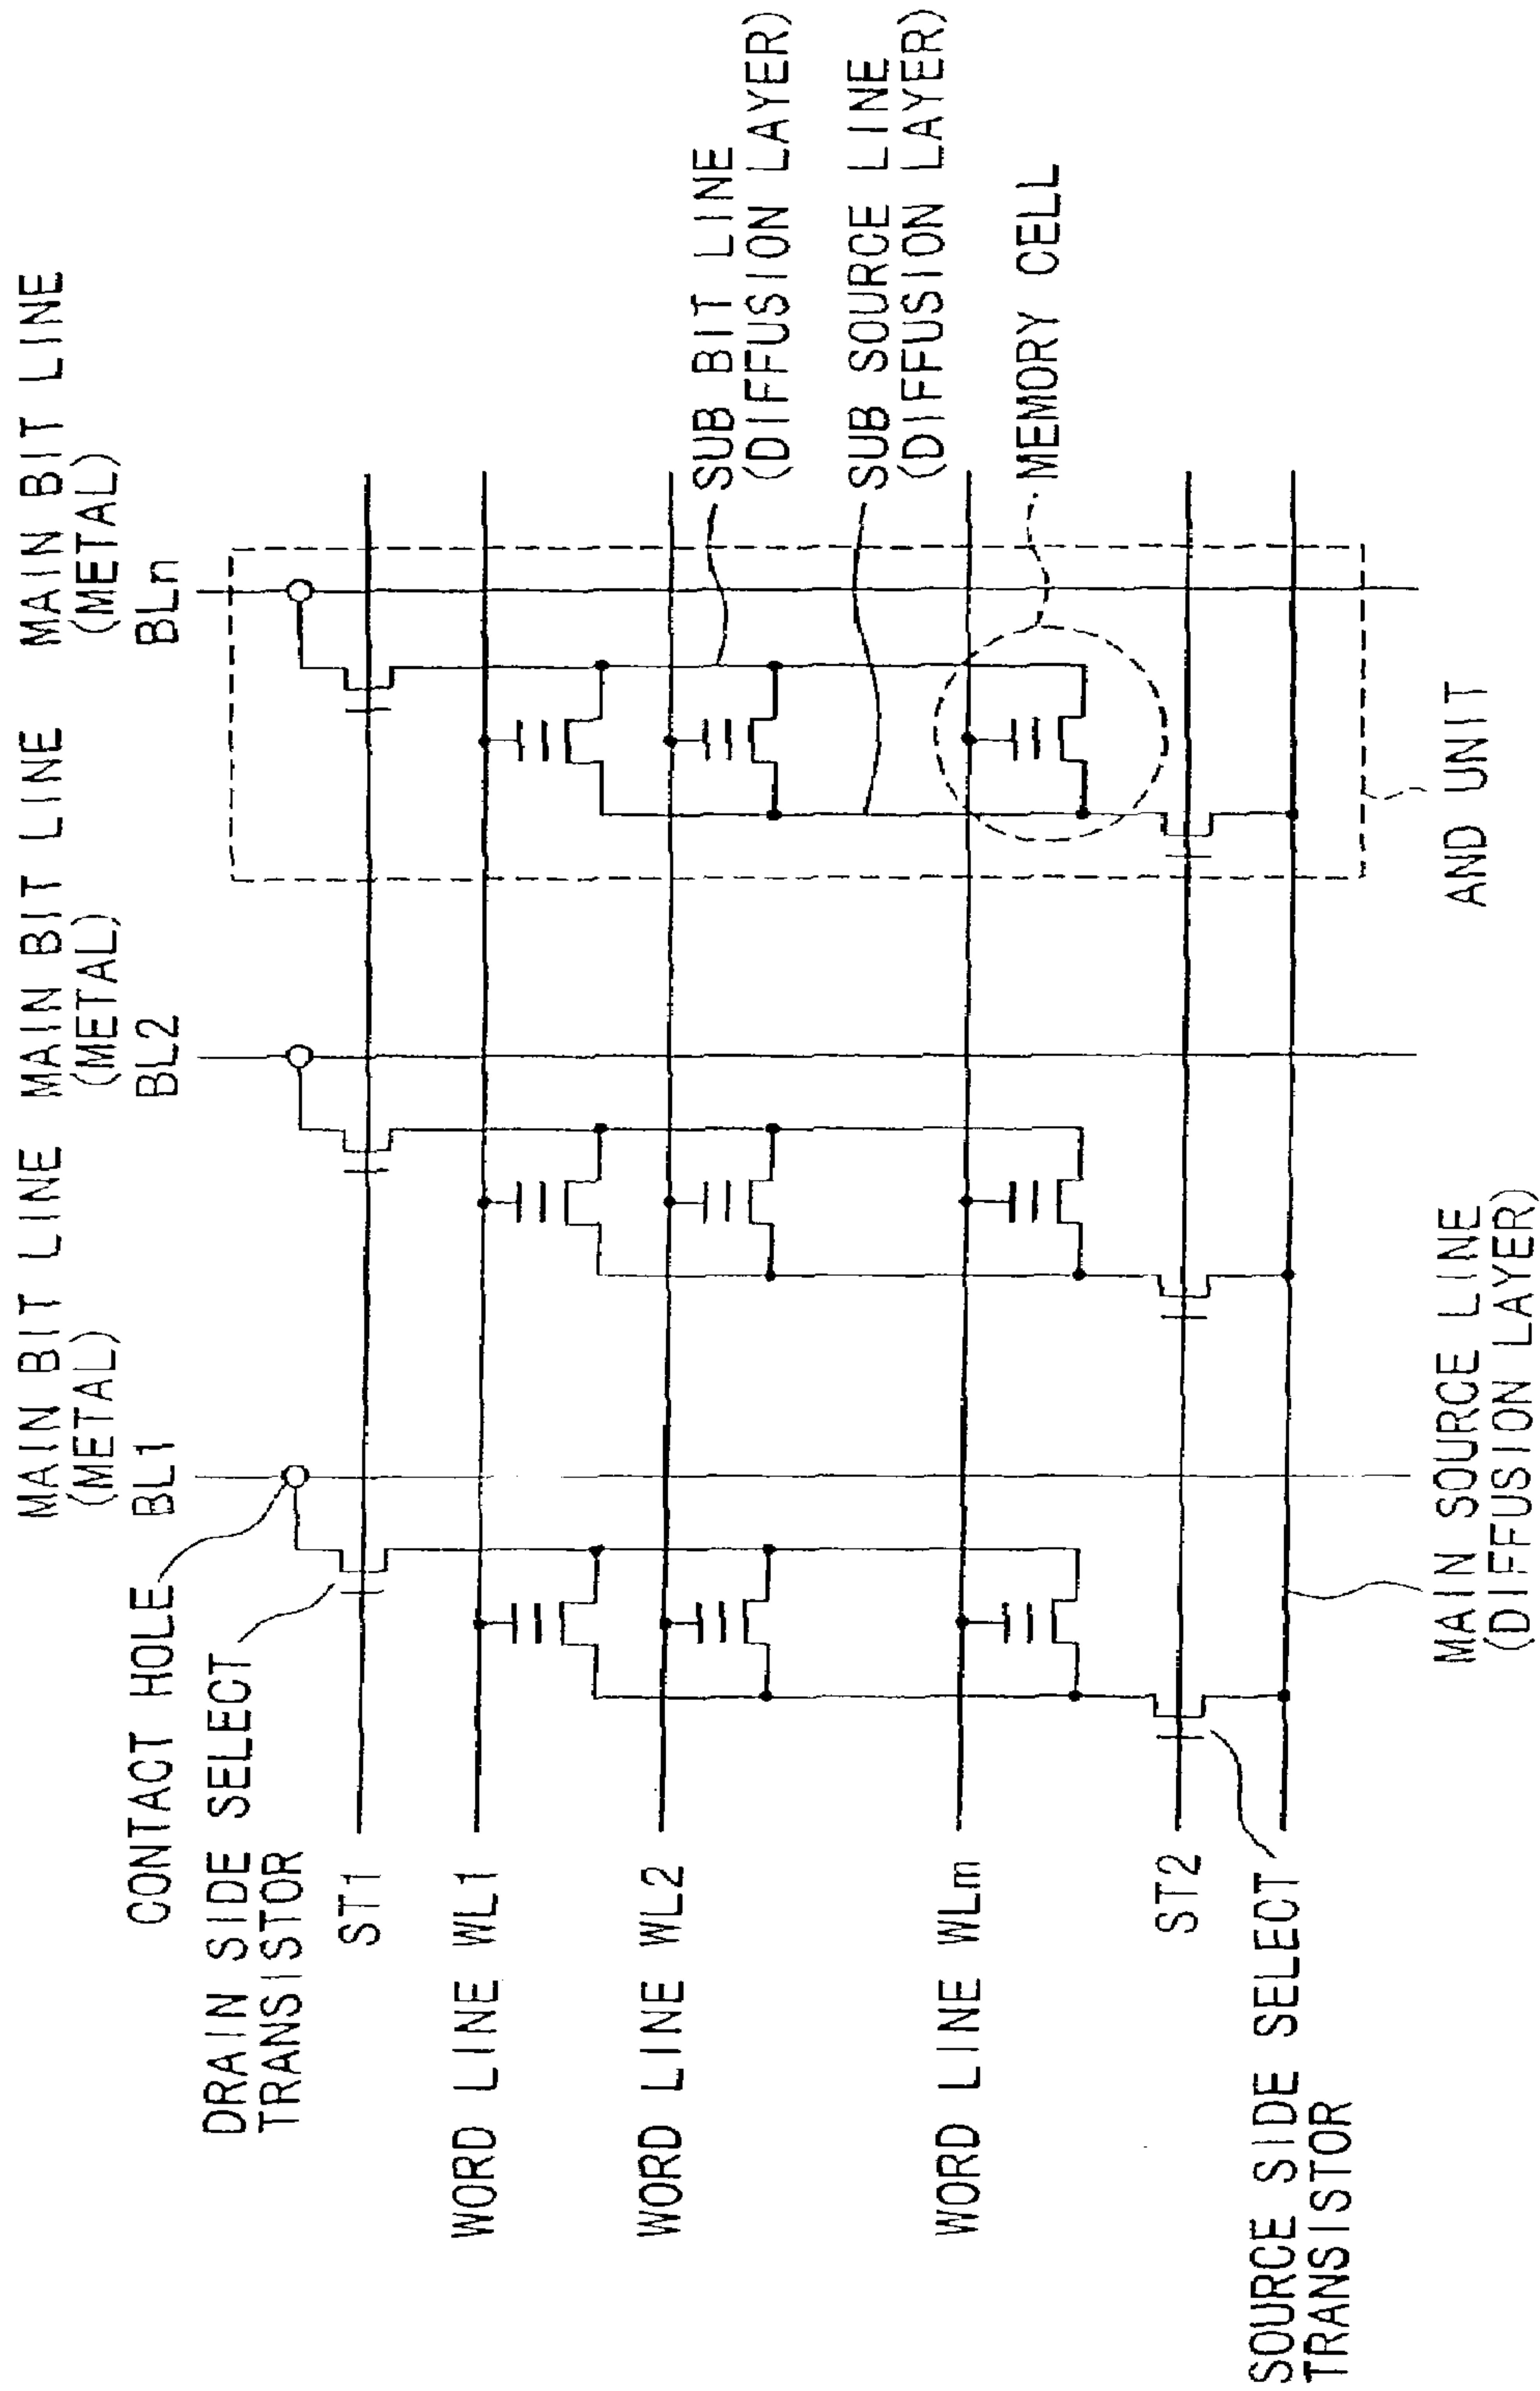 MAIN BIT LINE
(METAL)
BL1
MAIN BIT LINE
(METAL)
BL2
MAIN BIT LINE
(METAL)
BLn
CONTACT HOLE
DRAIN SIDE SELECT
TRANSISTOR
ST1
WORD LINE WL1
WORD LINE WL2
SUB BIT LINE
(DIFFUSION LAYER)
SUB SOURCE LINE
(DIFFUSION LAYER)
WORD LINE WLm
MEMORY CELL
ST2
SOURCE SIDE SELECT
TRANSISTOR
MAIN SOURCE LINE
(DIFFUSION LAYER)
AND UNIT